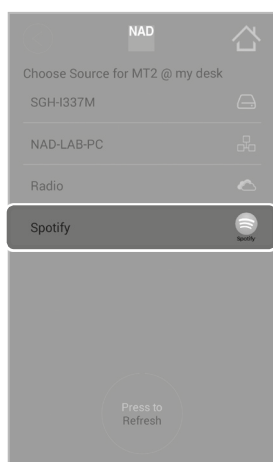 NAD
Choose Source for MT2 @ my desk
SGH-I337M
NAD-LAB-PC
Radio
Spotify
Spotify
Press to
Refresh